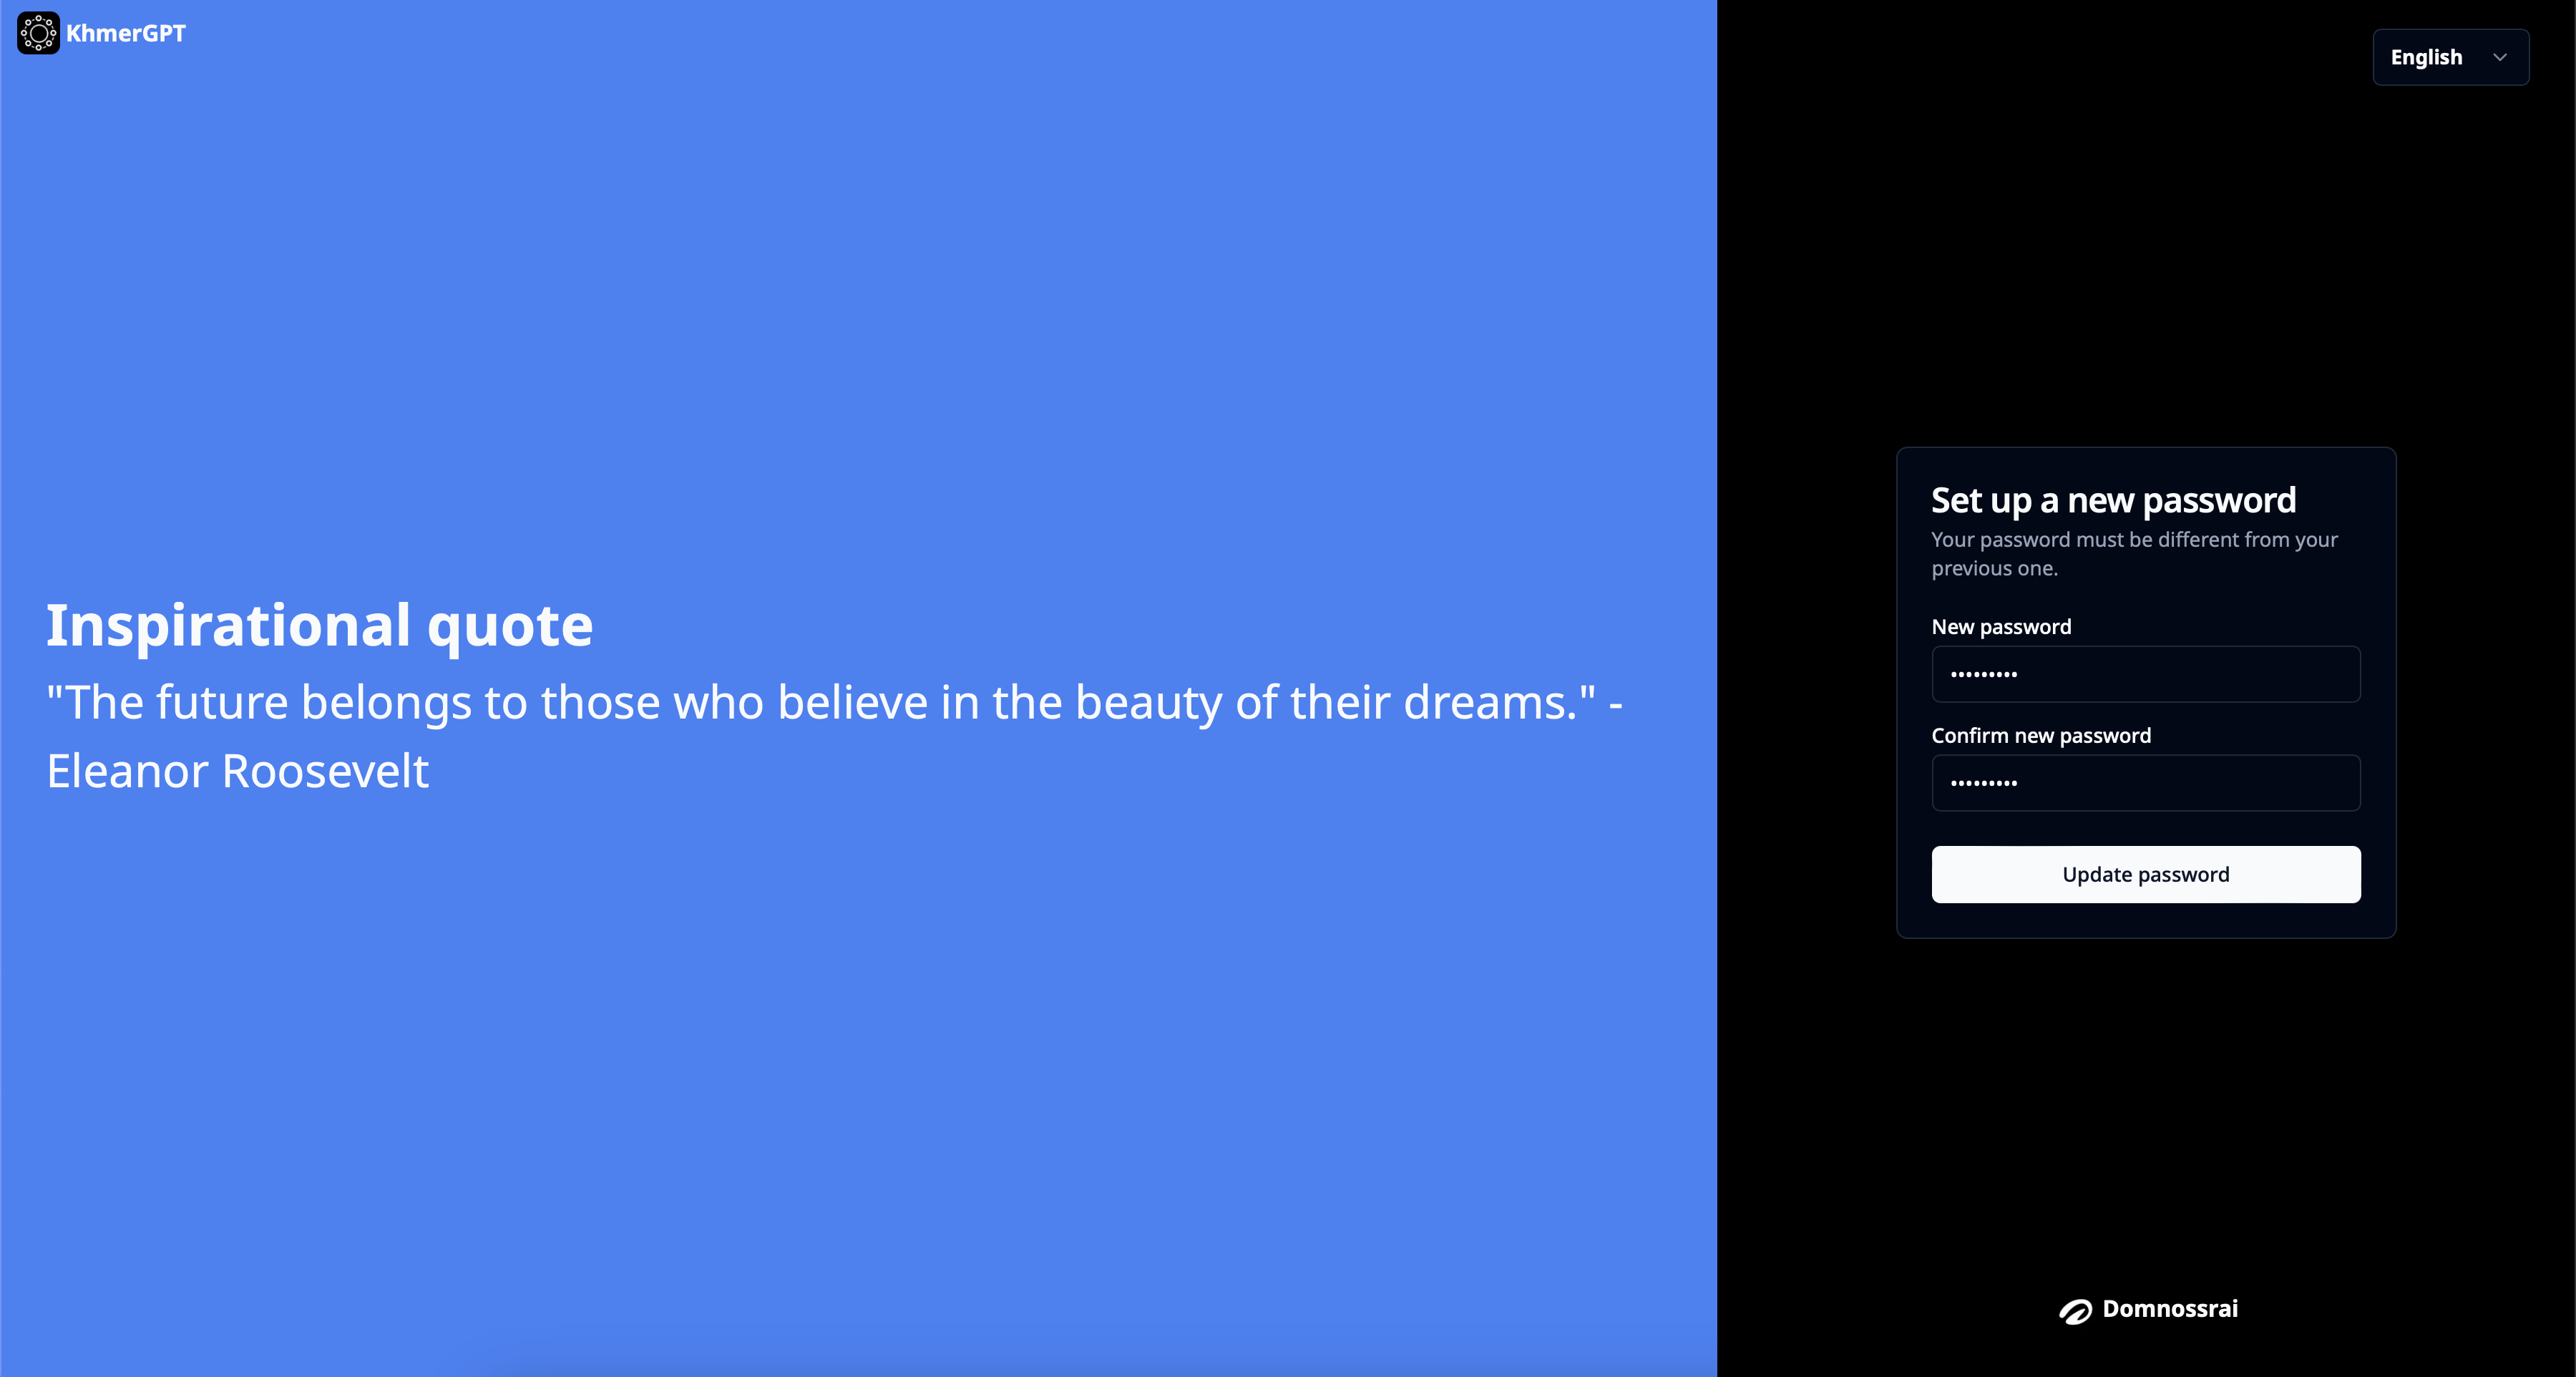 KhmerGPT
English
Inspirational quote
"The future belongs to those who believe in the beauty of their dreams." -
Eleanor Roosevelt
Set up a new password
Your password must be different from your
previous one.
New password
•••••••••
Confirm new password
•••••••••
Update password
Domnossrai